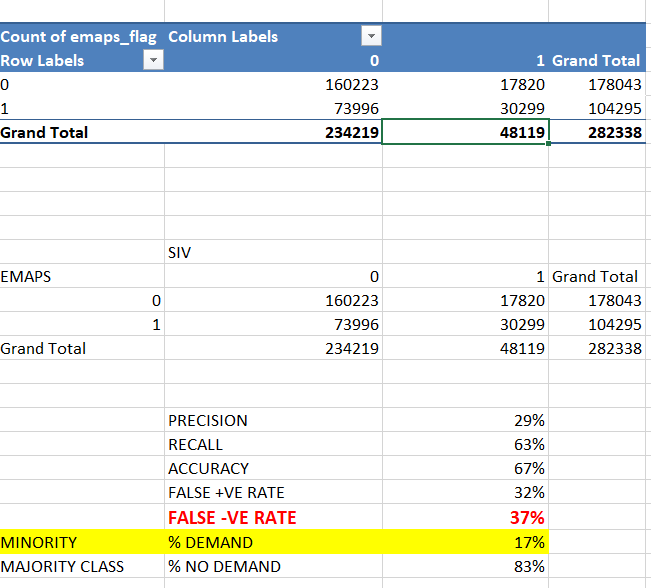 Count of emaps_flag Column Labels
Row Labels 0 1 Grand Total
0 160223 17820 178043
1 73996 30299 104295
Grand Total 234219 48119 282338
SIV
EMAPS 0 1 Grand Total
0 160223 17820 178043
1 73996 30299 104295
Grand Total 234219 48119 282338
PRECISION 29%
RECALL 63%
ACCURACY 67%
FALSE +VE RATE 32%
FALSE -VE RATE 37%
MINORITY % DEMAND 17%
MAJORITY CLASS % NO DEMAND 83%